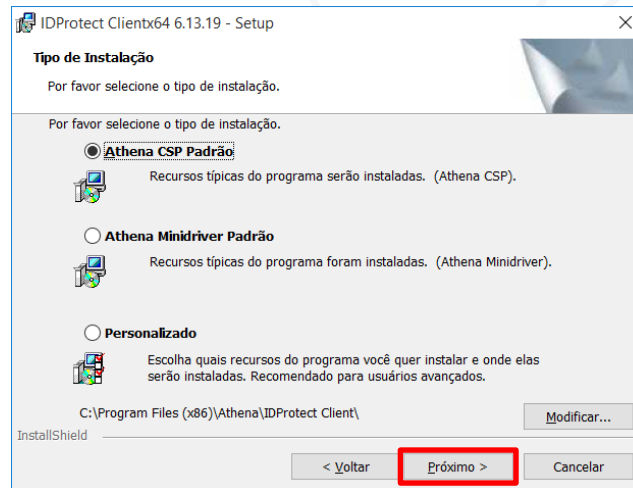 IDProtect Clientx64 6.13.19 - Setup
Tipo de Instalação
Por favor selecione o tipo de instalação.
Por favor selecione o tipo de instalação.
Athena CSP Padrão
Recursos típicas do programa serão instaladas. (Athena CSP).
Athena Minidriver Padrão
Recursos típicas do programa foram instaladas. (Athena Minidriver).
Personalizado
Escolha quais recursos do programa você quer instalar e onde elas
serão instaladas. Recomendado para usuários avançados.
C:\Program Files (x86)\Athena\IDProtect Client\
Modificar...
InstallShield
< Voltar
Próximo >
Cancelar